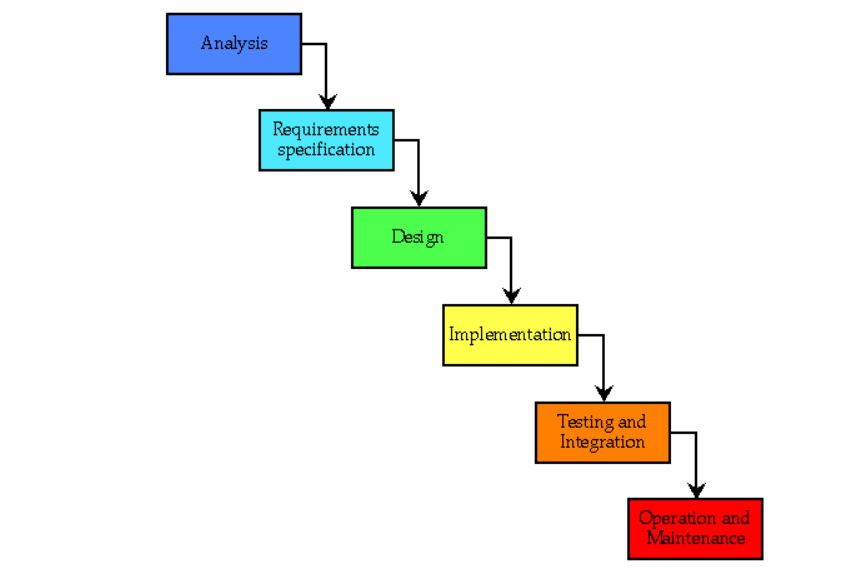 Analysis
Requirements
specification
Design
Implementation
Testing and
Integration
Operation and
Maintenance